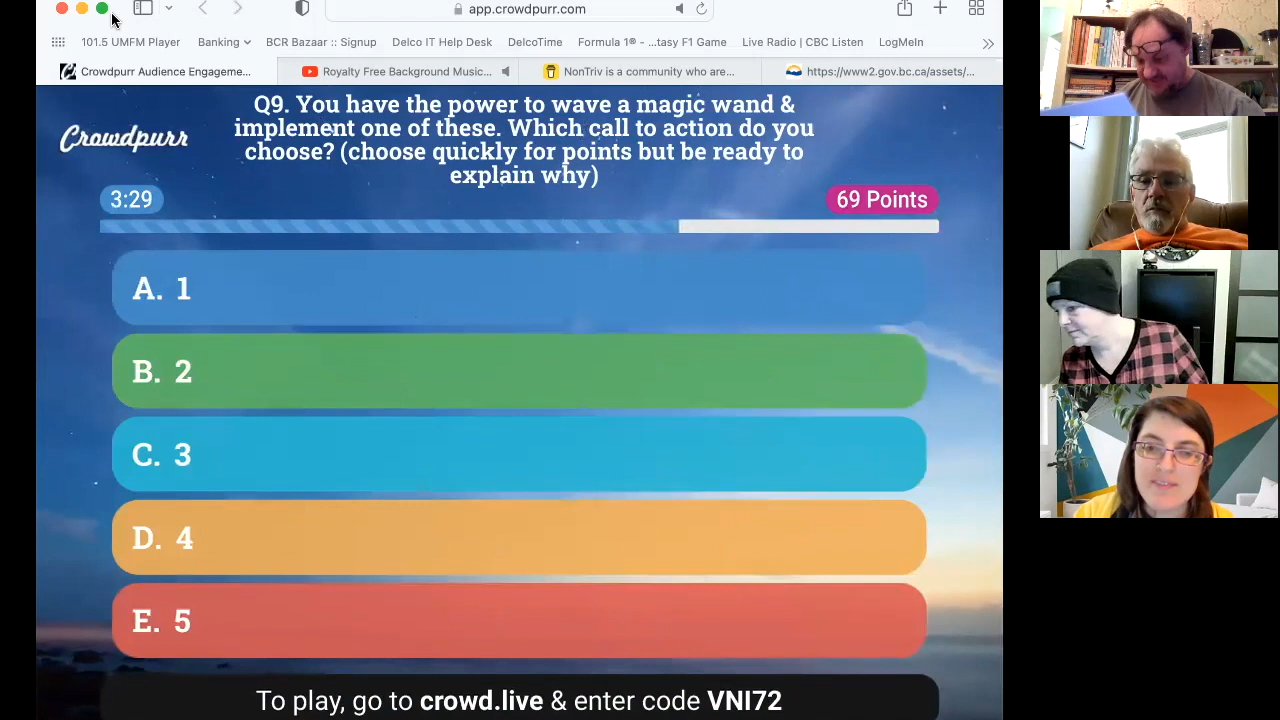 app.crowdpurr.com
101.5 UMFM Player Banking BCR Bazaar :: Signup Delco IT Help Desk DelcoTime Formula 1® - ...tasy F1 Game Live Radio | CBC Listen LogMeIn
Crowdpurr Audience Engageme... Royalty Free Background Music... NonTriv is a community who are... https://www2.gov.bc.ca/assets/...
Crowdpurr
Q9. You have the power to wave a magic wand &
implement one of these. Which call to action do you
choose? (choose quickly for points but be ready to
explain why)
3:29
69 Points
A. 1
B. 2
C. 3
D. 4
E. 5
To play, go to crowd.live & enter code VNI72